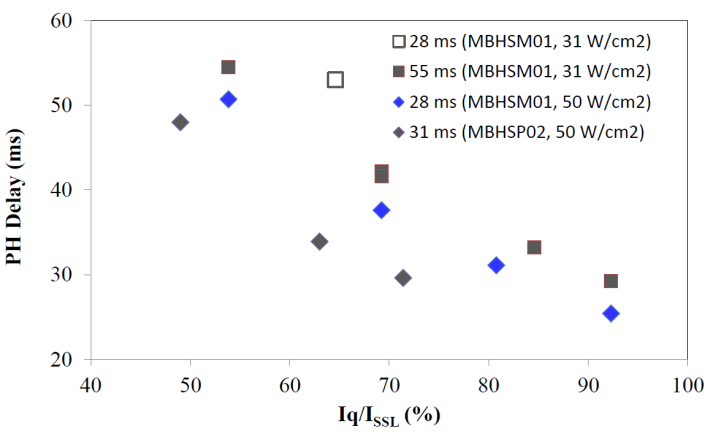 60
50
40
30
20
PH Delay (ms)
28 ms (MBHSM01, 31 W/cm2)
55 ms (MBHSM01, 31 W/cm2)
28 ms (MBHSM01, 50 W/cm2)
31 ms (MBHSP02, 50 W/cm2)
40 50 60 70 80 90 100
Iq/I_SSL (%)